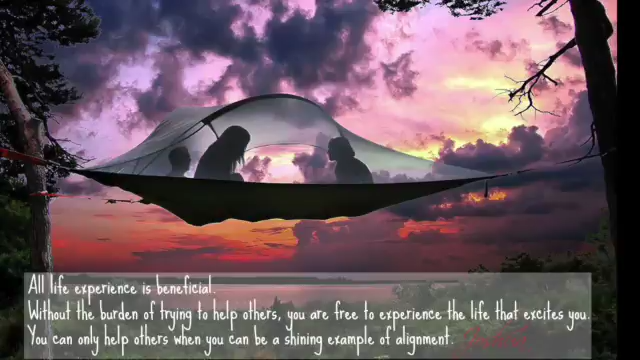 All life experience is beneficial.
Without the burden of trying to help others, you are free to experience the life that excites you.
You can only help others when you can be a shining example of alignment.